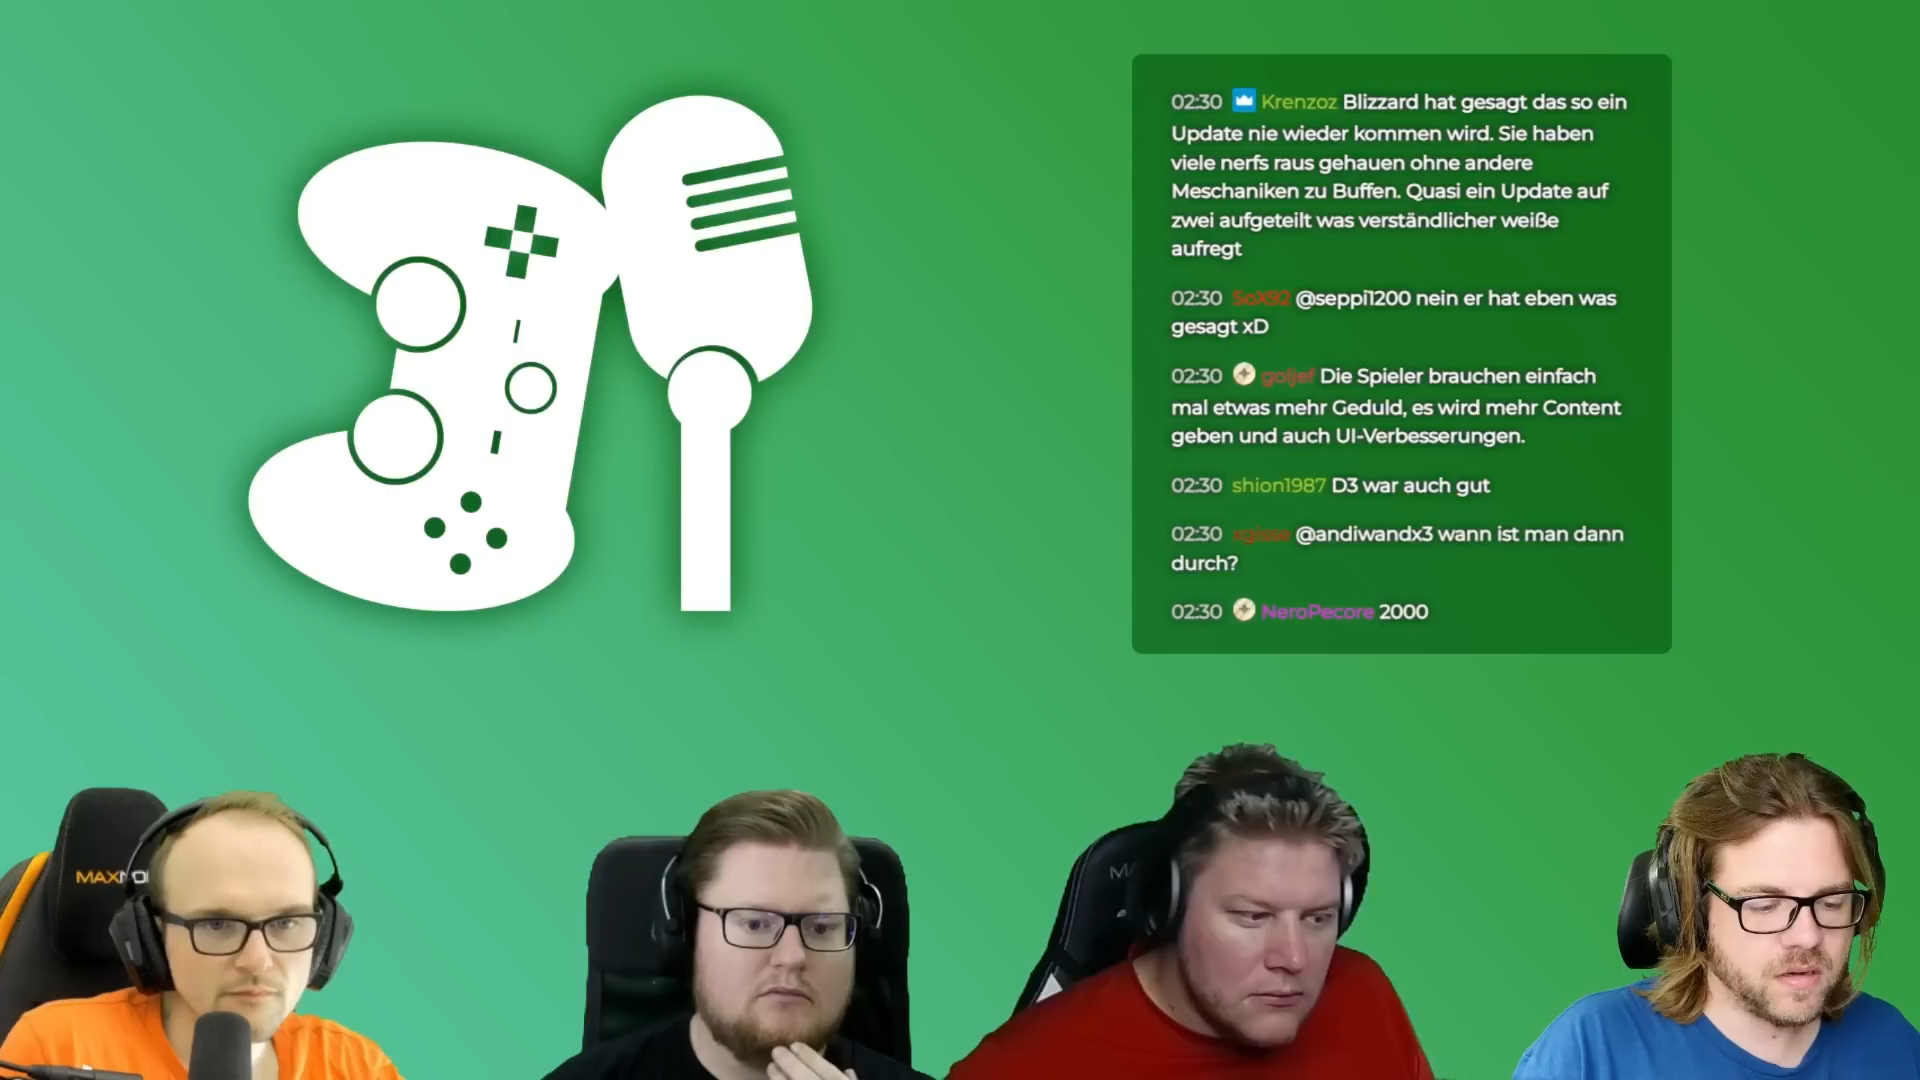 02:30 Krenzoz Blizzard hat gesagt das so ein
Update nie wieder kommen wird. Sie haben
viele nerfs raus gehauen ohne andere
Meschaniken zu Buffen. Quasi ein Update auf
zwei aufgeteilt was verständlicher weiße
aufregt
02:30 SoX92 @seppi1200 nein er hat eben was
gesagt xD
02:30 goljef Die Spieler brauchen einfach
mal etwas mehr Geduld, es wird mehr Content
geben und auch UI-Verbesserungen.
02:30 shion1987 D3 war auch gut
02:30 @andiwandx3 wann ist man dann
durch?
02:30 NeroPecore 2000